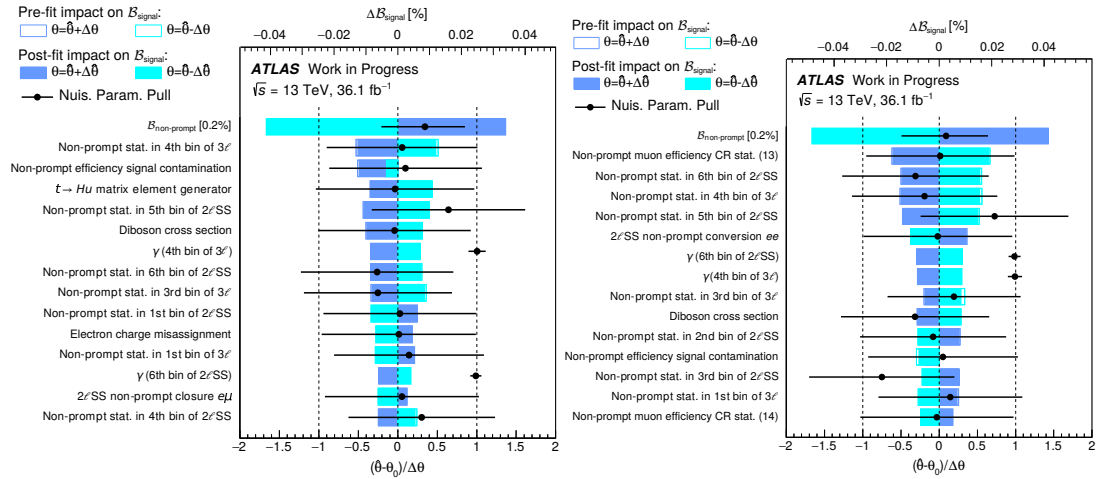 Pre-fit impact on 𝓑signal:
θ=θ̂+Δθ θ=θ̂-Δθ
Post-fit impact on 𝓑signal:
θ=θ̂+Δθ̂ θ=θ̂-Δθ̂
Nuis. Param. Pull
Δ𝓑signal [%]
−0.04 −0.02 0 0.02 0.04
ATLAS Work in Progress
√s = 13 TeV, 36.1 fb⁻¹
𝓑non-prompt [0.2%]
Non-prompt stat. in 4th bin of 3ℓ
Non-prompt efficiency signal contamination
t → Hu matrix element generator
Non-prompt stat. in 5th bin of 2ℓSS
Diboson cross section
γ (4th bin of 3ℓ)
Non-prompt stat. in 6th bin of 2ℓSS
Non-prompt stat. in 3rd bin of 3ℓ
Non-prompt stat. in 1st bin of 2ℓSS
Electron charge misassignment
Non-prompt stat. in 1st bin of 3ℓ
γ (6th bin of 2ℓSS)
2ℓSS non-prompt closure eμ
Non-prompt stat. in 4th bin of 2ℓSS
−2 −1.5 −1 −0.5 0 0.5 1 1.5 2
(θ̂-θ₀)/Δθ
Pre-fit impact on 𝓑signal:
θ=θ̂+Δθ θ=θ̂-Δθ
Post-fit impact on 𝓑signal:
θ=θ̂+Δθ̂ θ=θ̂-Δθ̂
Nuis. Param. Pull
Δ𝓑signal [%]
−0.04 −0.02 0 0.02 0.04
ATLAS Work in Progress
√s = 13 TeV, 36.1 fb⁻¹
𝓑non-prompt [0.2%]
Non-prompt muon efficiency CR stat. (13)
Non-prompt stat. in 6th bin of 2ℓSS
Non-prompt stat. in 4th bin of 3ℓ
Non-prompt stat. in 5th bin of 2ℓSS
2ℓSS non-prompt conversion ee
γ (6th bin of 2ℓSS)
γ(4th bin of 3ℓ)
Non-prompt stat. in 3rd bin of 3ℓ
Diboson cross section
Non-prompt stat. in 2nd bin of 2ℓSS
Non-prompt efficiency signal contamination
Non-prompt stat. in 3rd bin of 2ℓSS
Non-prompt stat. in 1st bin of 3ℓ
Non-prompt muon efficiency CR stat. (14)
−2 −1.5 −1 −0.5 0 0.5 1 1.5 2
(θ̂-θ₀)/Δθ